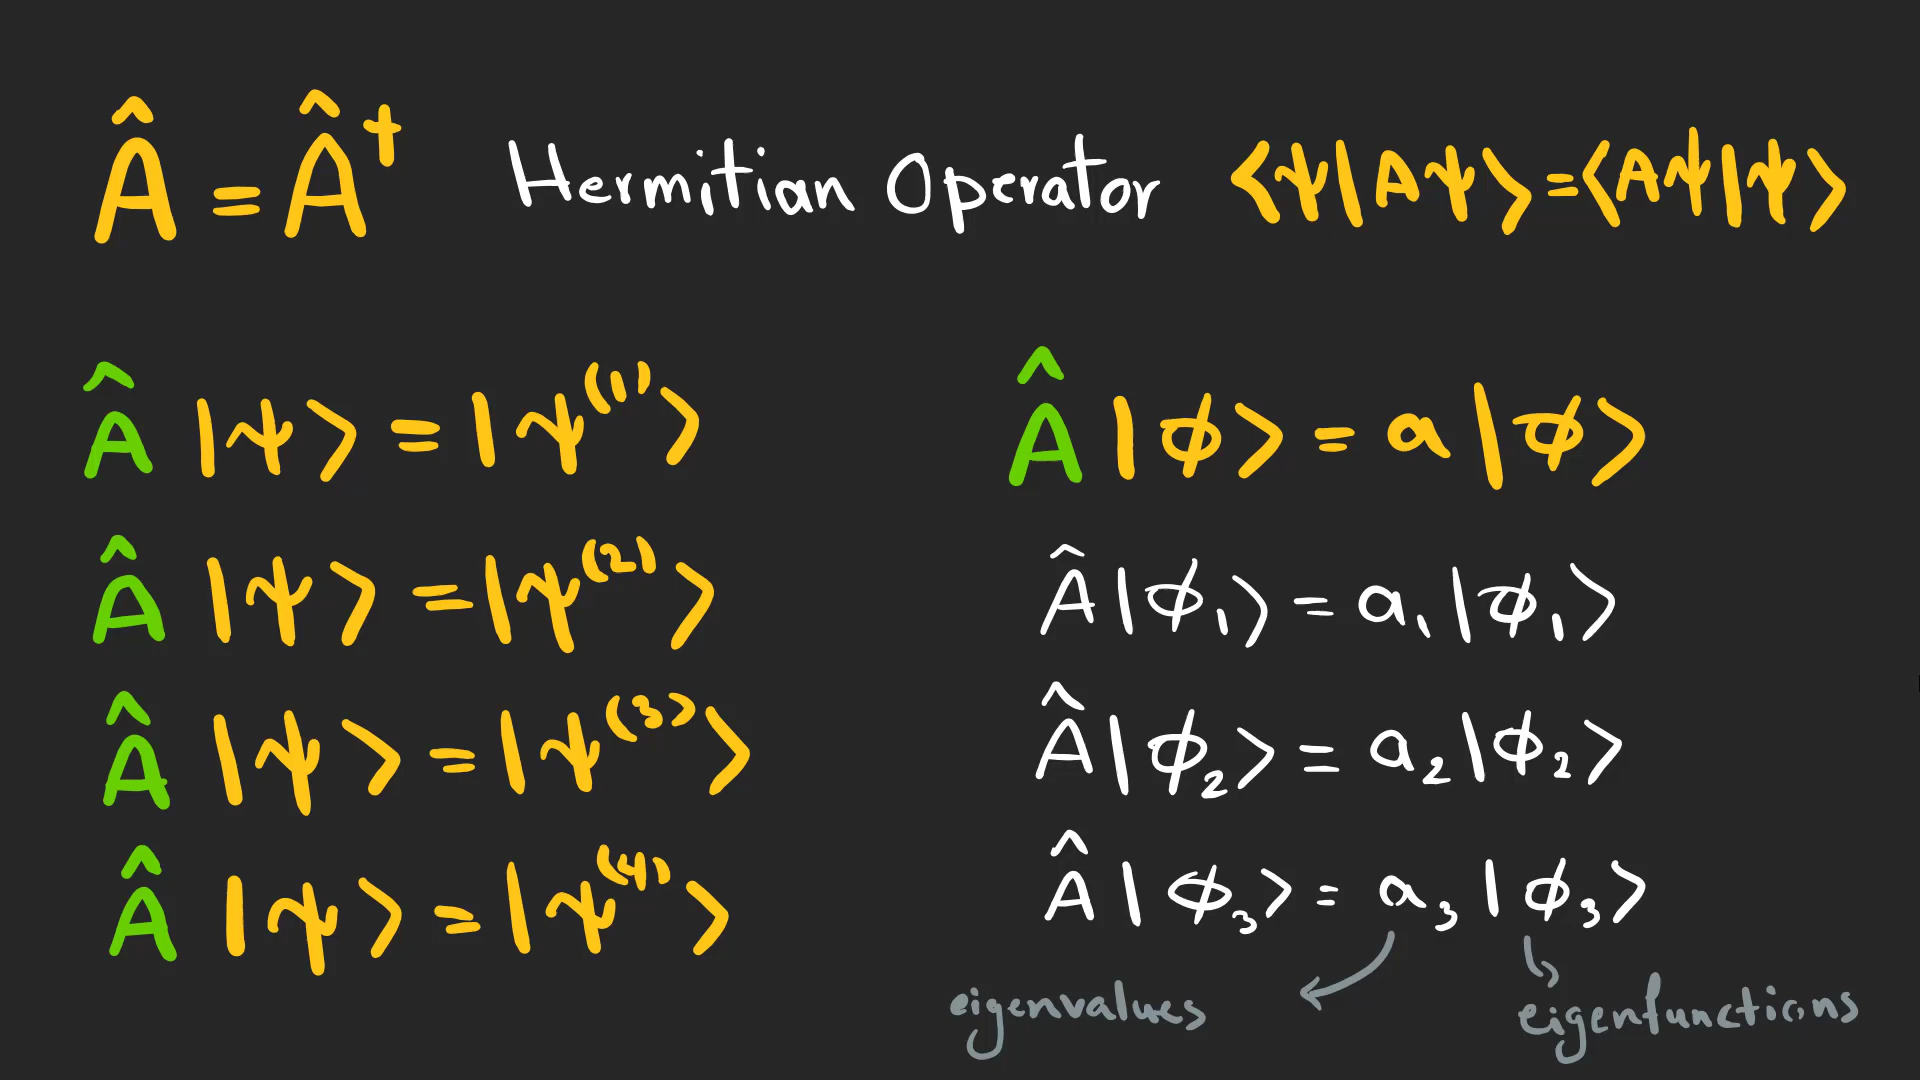 Â = Â† Hermitian Operator ⟨ψ|Aψ⟩=⟨Aψ|ψ⟩
Â |ψ⟩ = |ψ⁽¹⁾⟩
Â |ψ⟩ = |ψ⁽²⁾⟩
Â |ψ⟩ = |ψ⁽³⁾⟩
Â |ψ⟩ = |ψ⁽⁴⁾⟩
Â |ϕ⟩ = a |ϕ⟩
Â|ϕ₁⟩ = a₁|ϕ₁⟩
Â|ϕ₂⟩ = a₂|ϕ₂⟩
Â|ϕ₃⟩ = a₃|ϕ₃⟩
eigenvalues
eigenfunctions